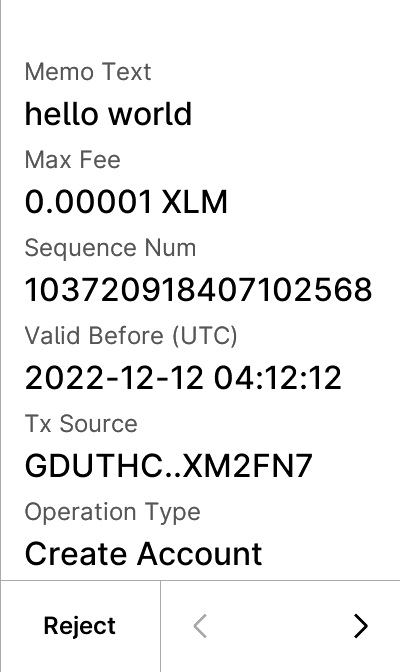 Memo Text
hello world
Max Fee
0.00001 XLM
Sequence Num
103720918407102568
Valid Before (UTC)
2022-12-12 04:12:12
Tx Source
GDUTHC..XM2FN7
Operation Type
Create Account
Reject